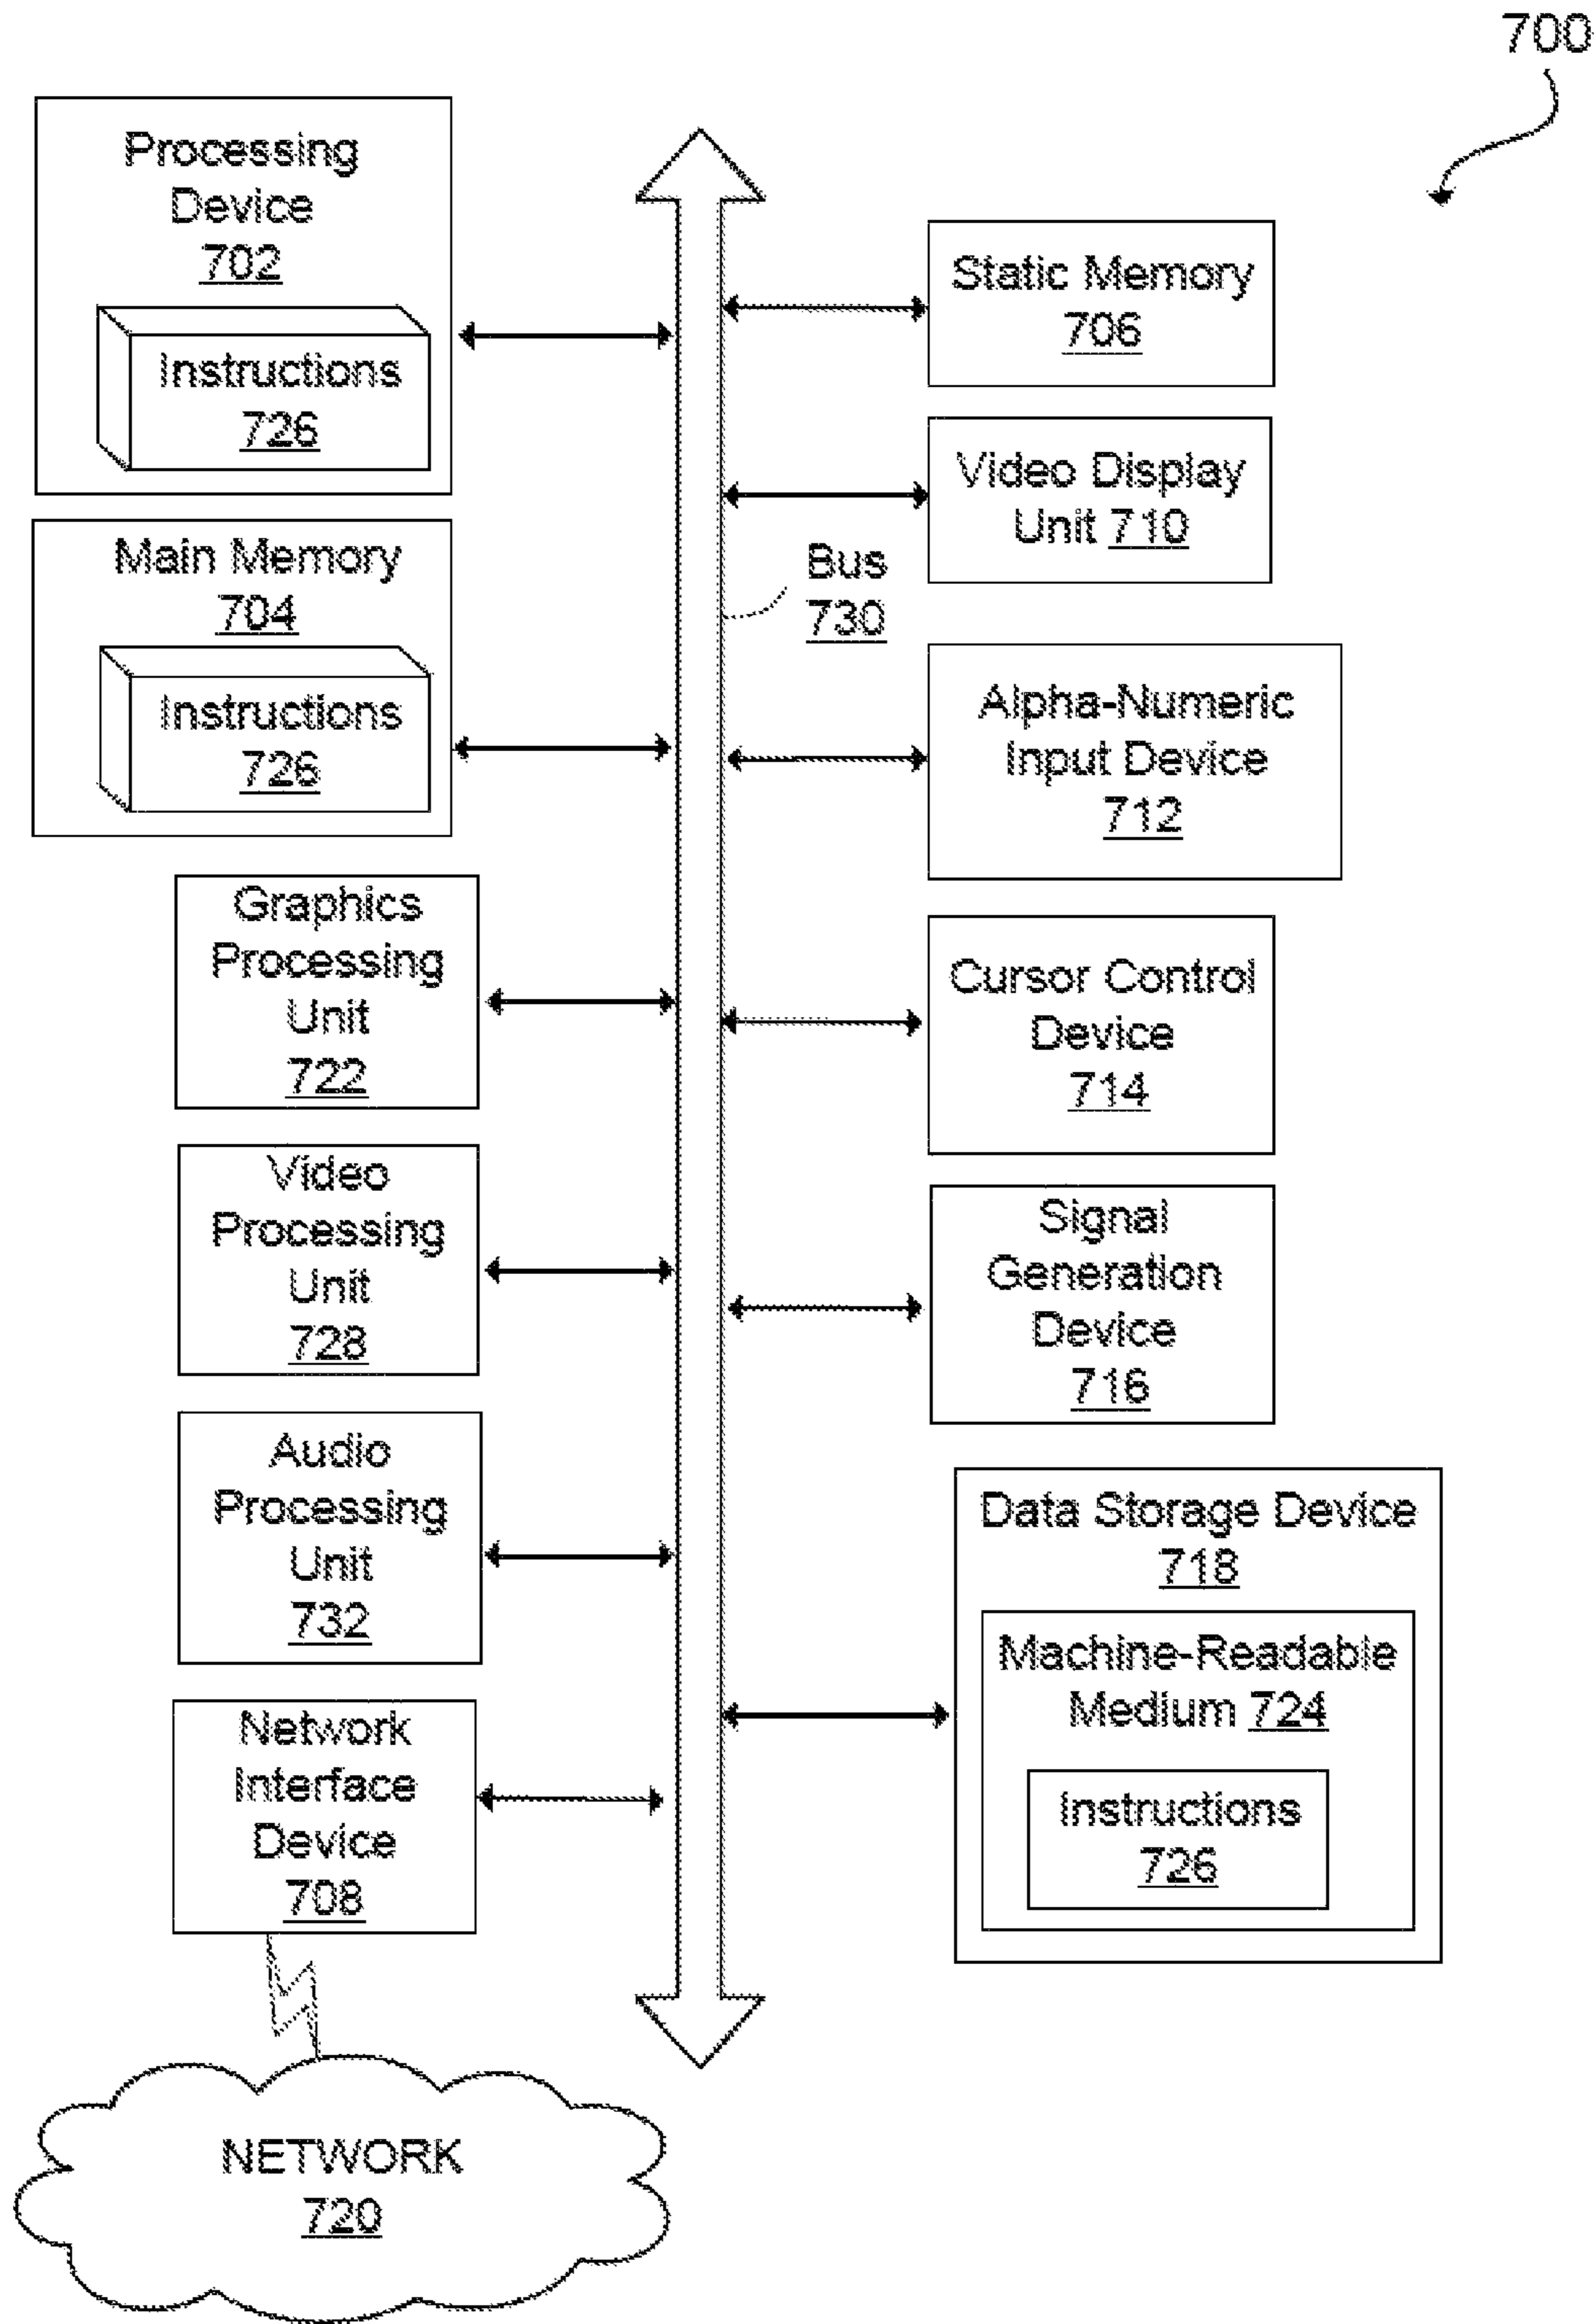 700
Processing
Device
702
Instructions
726
Main Memory
704
Instructions
726
Graphics
Processing
Unit
722
Video
Processing
Unit
728
Audio
Processing
Unit
732
Network
Interface
Device
708
NETWORK
720
Bus
730
Static Memory
706
Video Display
Unit 710
Alpha-Numeric
Input Device
712
Cursor Control
Device
714
Signal
Generation
Device
716
Data Storage Device
718
Machine-Readable
Medium 724
Instructions
726